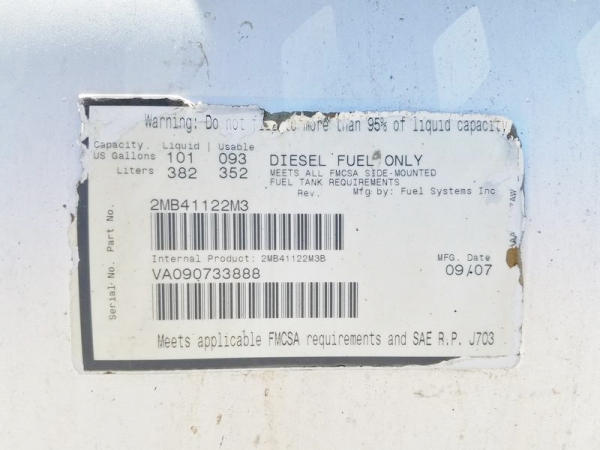 Warning: Do not fill to more than 95% of liquid capacity
Capacity. Liquid | Usable
US Gallons 101 093
Liters 382 352
DIESEL FUEL ONLY
MEETS ALL FMCSA SIDE-MOUNTED
FUEL TANK REQUIREMENTS
Rev. Mfg by: Fuel Systems Inc
Part No.
2MB41122M3
Internal Product: 2MB41122M3B
Serial No.
VA090733888
MFG. Date
09/07
Meets applicable FMCSA requirements and SAE R.P. J703